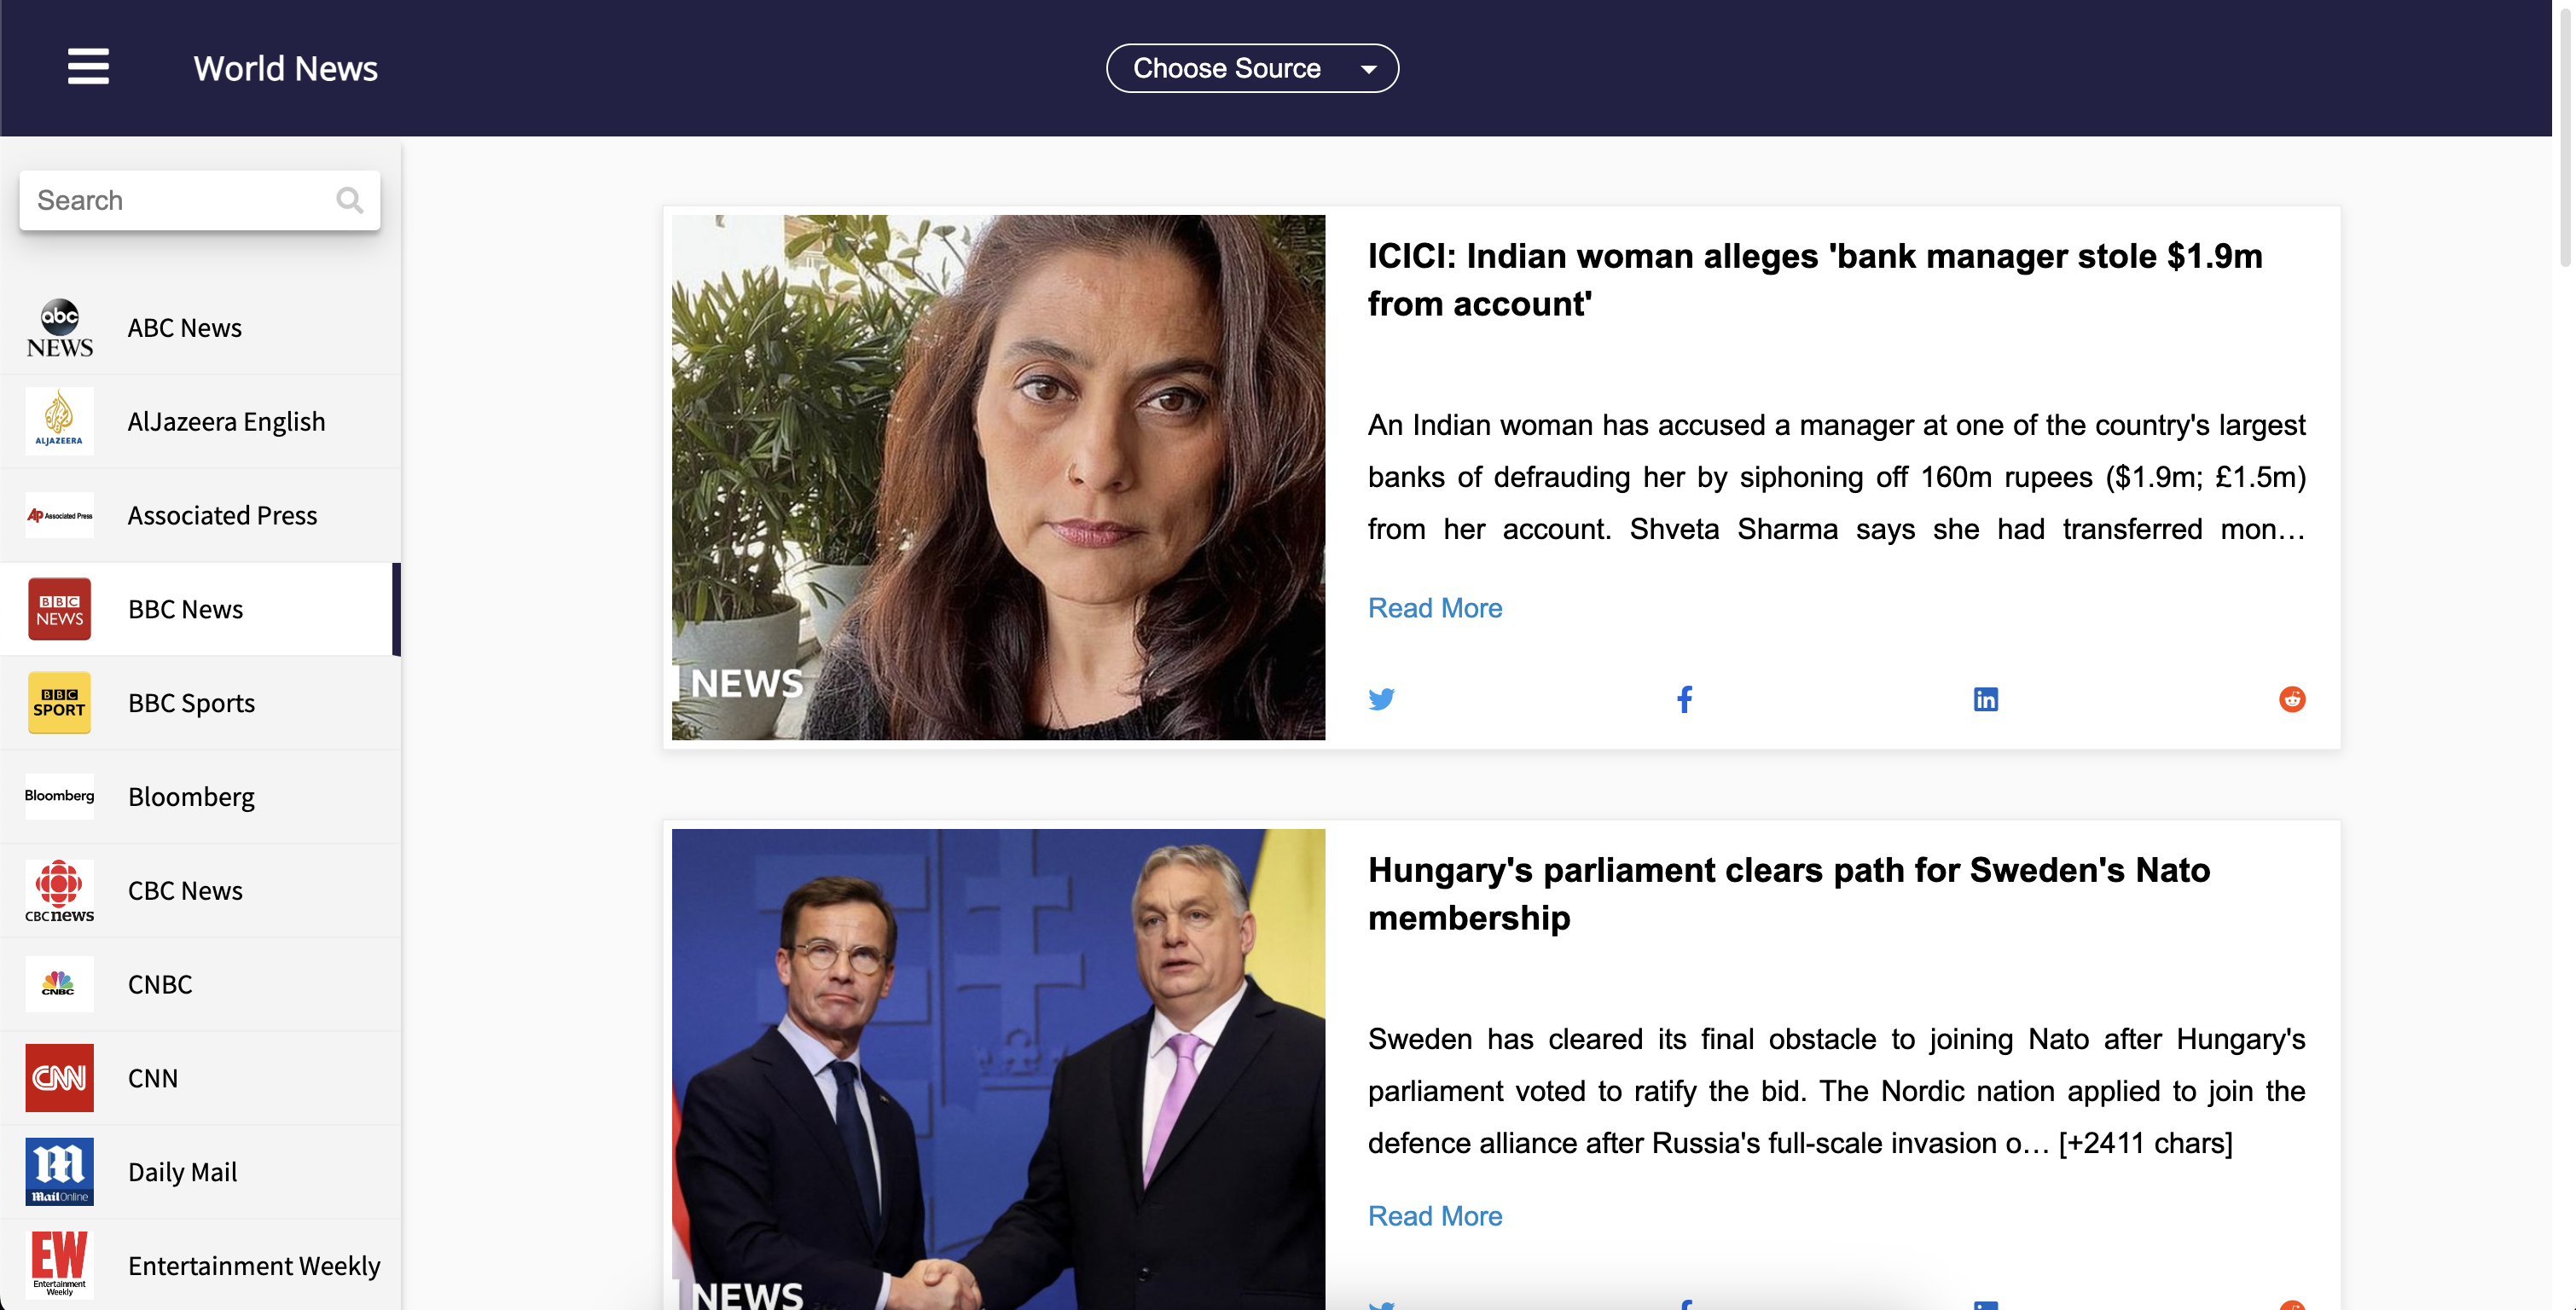 World News
Choose Source
Search
abc
NEWS
ABC News
ALJAZEERA
AlJazeera English
AP Associated Press
Associated Press
BBC
NEWS
BBC News
BBC
SPORT
BBC Sports
Bloomberg
Bloomberg
CBCnews
CBC News
CNBC
CNBC
CNN
CNN
MailOnline
Daily Mail
EW
Entertainment
Weekly
Entertainment Weekly
NEWS
ICICI: Indian woman alleges 'bank manager stole $1.9m
from account'
An Indian woman has accused a manager at one of the country's largest
banks of defrauding her by siphoning off 160m rupees ($1.9m; £1.5m)
from her account. Shveta Sharma says she had transferred mon…
Read More
NEWS
Hungary's parliament clears path for Sweden's Nato
membership
Sweden has cleared its final obstacle to joining Nato after Hungary's
parliament voted to ratify the bid. The Nordic nation applied to join the
defence alliance after Russia's full-scale invasion o… [+2411 chars]
Read More